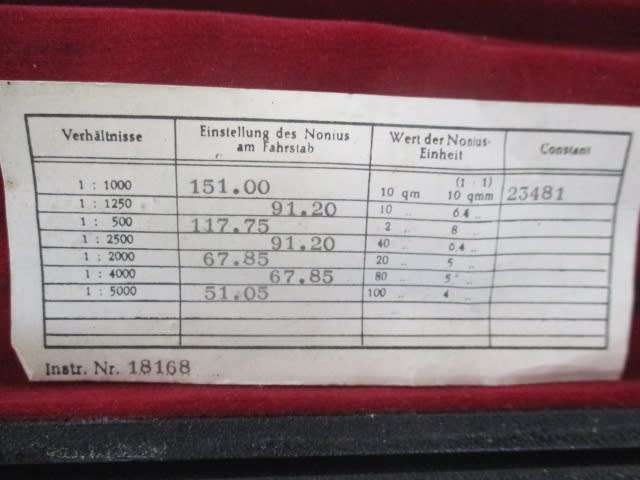 Verhältnisse Einstellung des Nonius am Fahrstab Wert der Nonius-Einheit Constant
1 : 1000 151.00 10 qm (1 : 1) 10 qmm 23481
1 : 1250 91.20 10 „ 6.4 „
1 : 500 117.75 2 „ 8 „
1 : 2500 91.20 40 „ 6.4 „
1 : 2000 67.85 20 „ 5 „
1 : 4000 67.85 80 „ 5 „
1 : 5000 51.05 100 „ 4 „
Instr. Nr. 18168